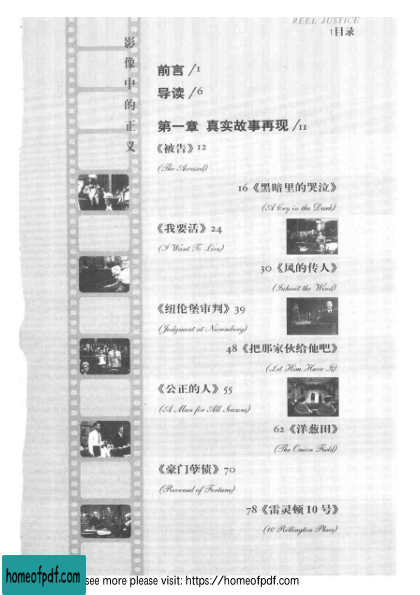 REEL JUSTICE
目录
影像中的正义
前言 /1
导读 /6
第一章 真实故事再现 /11
《被告》12
(The Accused)
16《黑暗里的哭泣》
(A Cry in the Dark)
《我要活》24
(I Want To Live)
30《风的传人》
(Inherit the Wind)
《纽伦堡审判》39
(Judgment at Nuremberg)
48《把那家伙给他吧》
(Let Him Have It)
《公正的人》55
(A Man for All Seasons)
62《洋葱田》
(The Onion Field)
《豪门孽债》70
(Reversal of Fortune)
78《雷灵顿10号》
(10 Rillington Place)
homeofpdf.com
see more please visit: https://homeofpdf.com